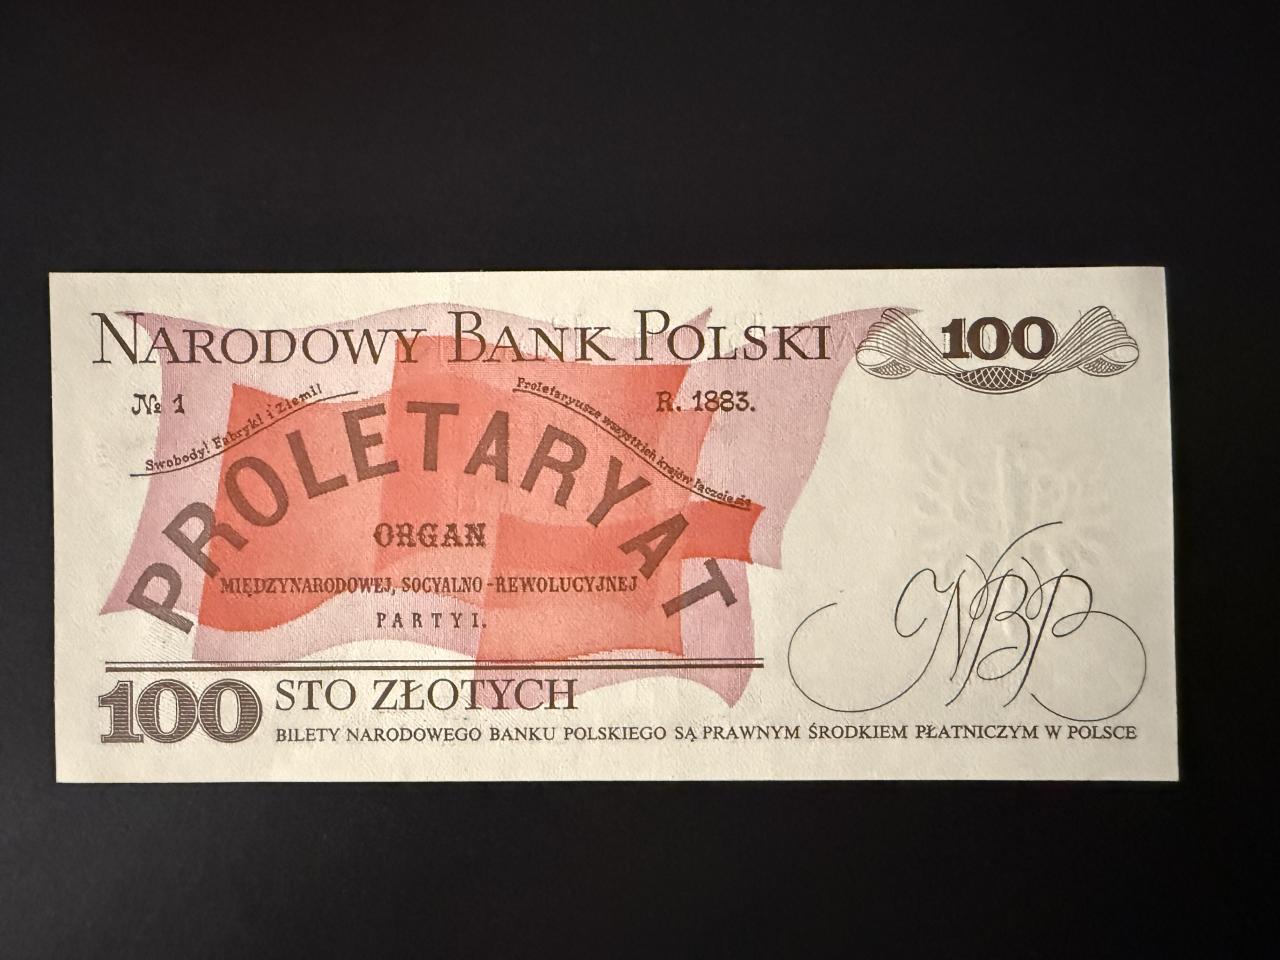 NARODOWY BANK POLSKI
100
№ 1
R. 1883.
Swobody! Fabryk! i Ziemi!
Proletaryusze wszystkich krajów łączcie się
PROLETARYAT
ORGAN
MIĘDZYNARODOWEJ, SOCYALNO-REWOLUCYJNEJ
PARTYI.
NBP
100 STO ZŁOTYCH
BILETY NARODOWEGO BANKU POLSKIEGO SĄ PRAWNYM ŚRODKIEM PŁATNICZYM W POLSCE